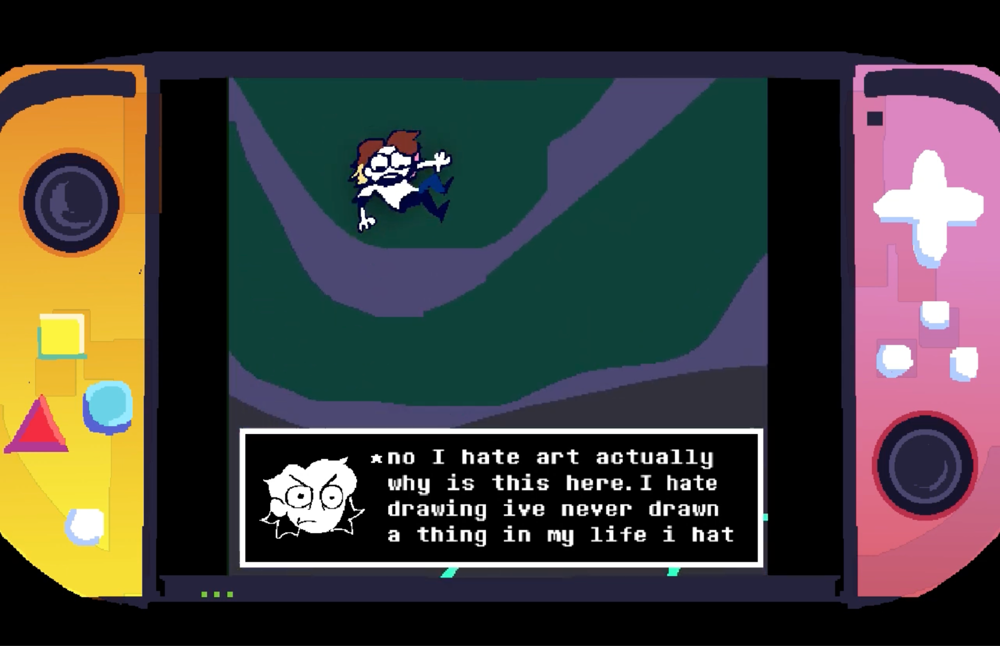 *no I hate art actually
why is this here.I hate
drawing ive never drawn
a thing in my life i hat